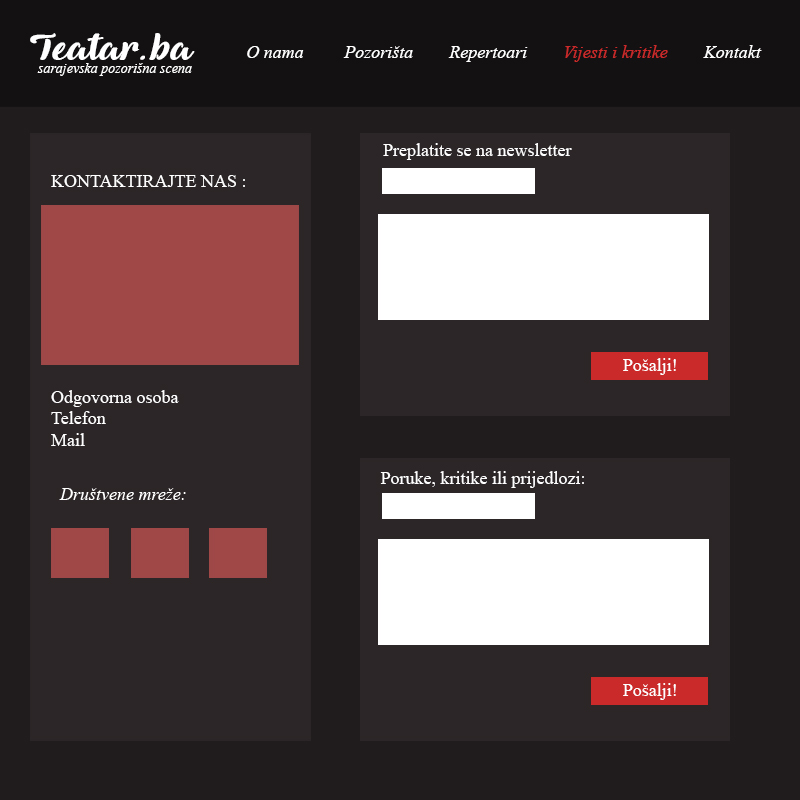 Teatar.ba
sarajevska pozorišna scena
O nama
Pozorišta
Repertoari
Vijesti i kritike
Kontakt
KONTAKTIRAJTE NAS :
Odgovorna osoba
Telefon
Mail
Društvene mreže:
Preplatite se na newsletter
Pošalji!
Poruke, kritike ili prijedlozi:
Pošalji!